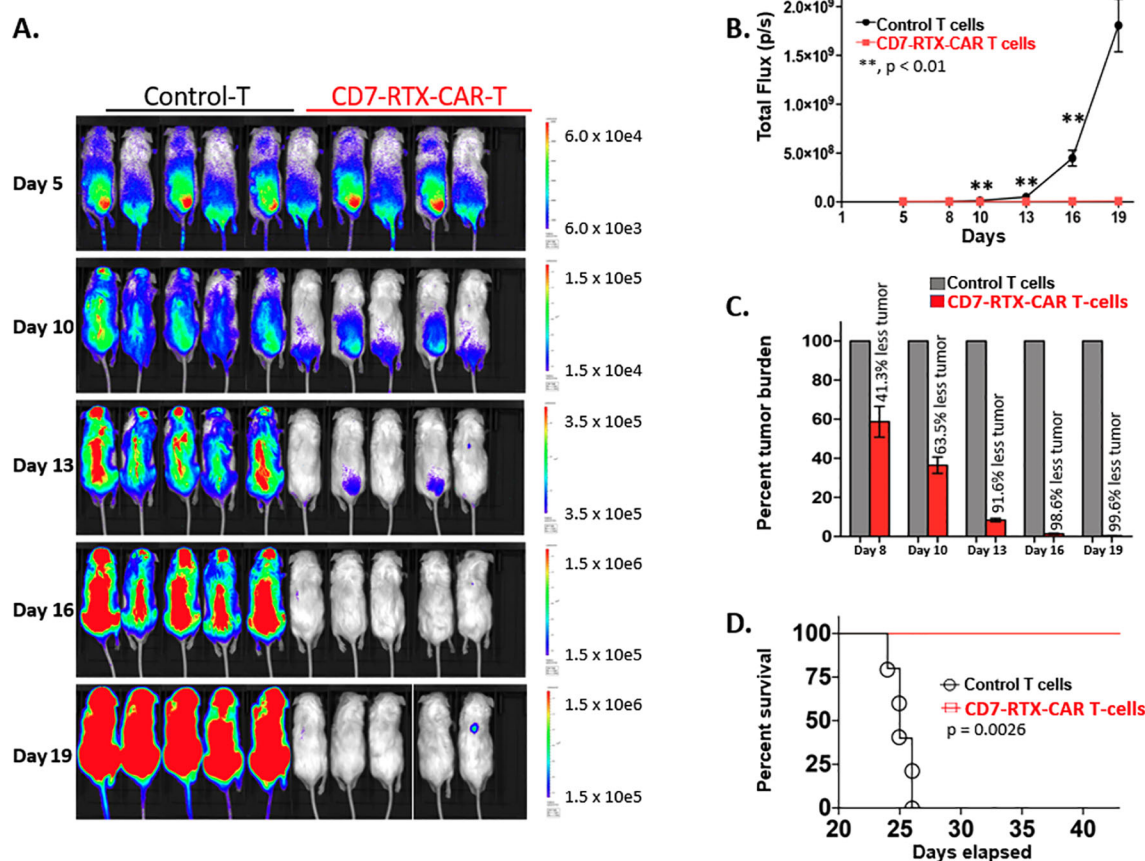 A.
Control-T
CD7-RTX-CAR-T
Day 5
6.0 x 10e4
6.0 x 10e3
Day 10
1.5 x 10e5
1.5 x 10e4
Day 13
3.5 x 10e5
3.5 x 10e5
Day 16
1.5 x 10e6
1.5 x 10e5
Day 19
1.5 x 10e6
1.5 x 10e5
B.
Total Flux (p/s)
2.0×10⁹
1.5×10⁹
1.0×10⁹
5.0×10⁸
0.0
Control T cells
CD7-RTX-CAR T cells
**, p < 0.01
**
**
**
1 5 8 10 13 16 19
Days
C.
Control T cells
CD7-RTX-CAR T-cells
Percent tumor burden
100
80
60
40
20
0
41.3% less tumor
63.5% less tumor
91.6% less tumor
98.6% less tumor
99.6% less tumor
Day 8 Day 10 Day 13 Day 16 Day 19
D.
Percent survival
100
75
50
25
0
Control T cells
CD7-RTX-CAR T-cells
p = 0.0026
20 25 30 35 40
Days elapsed